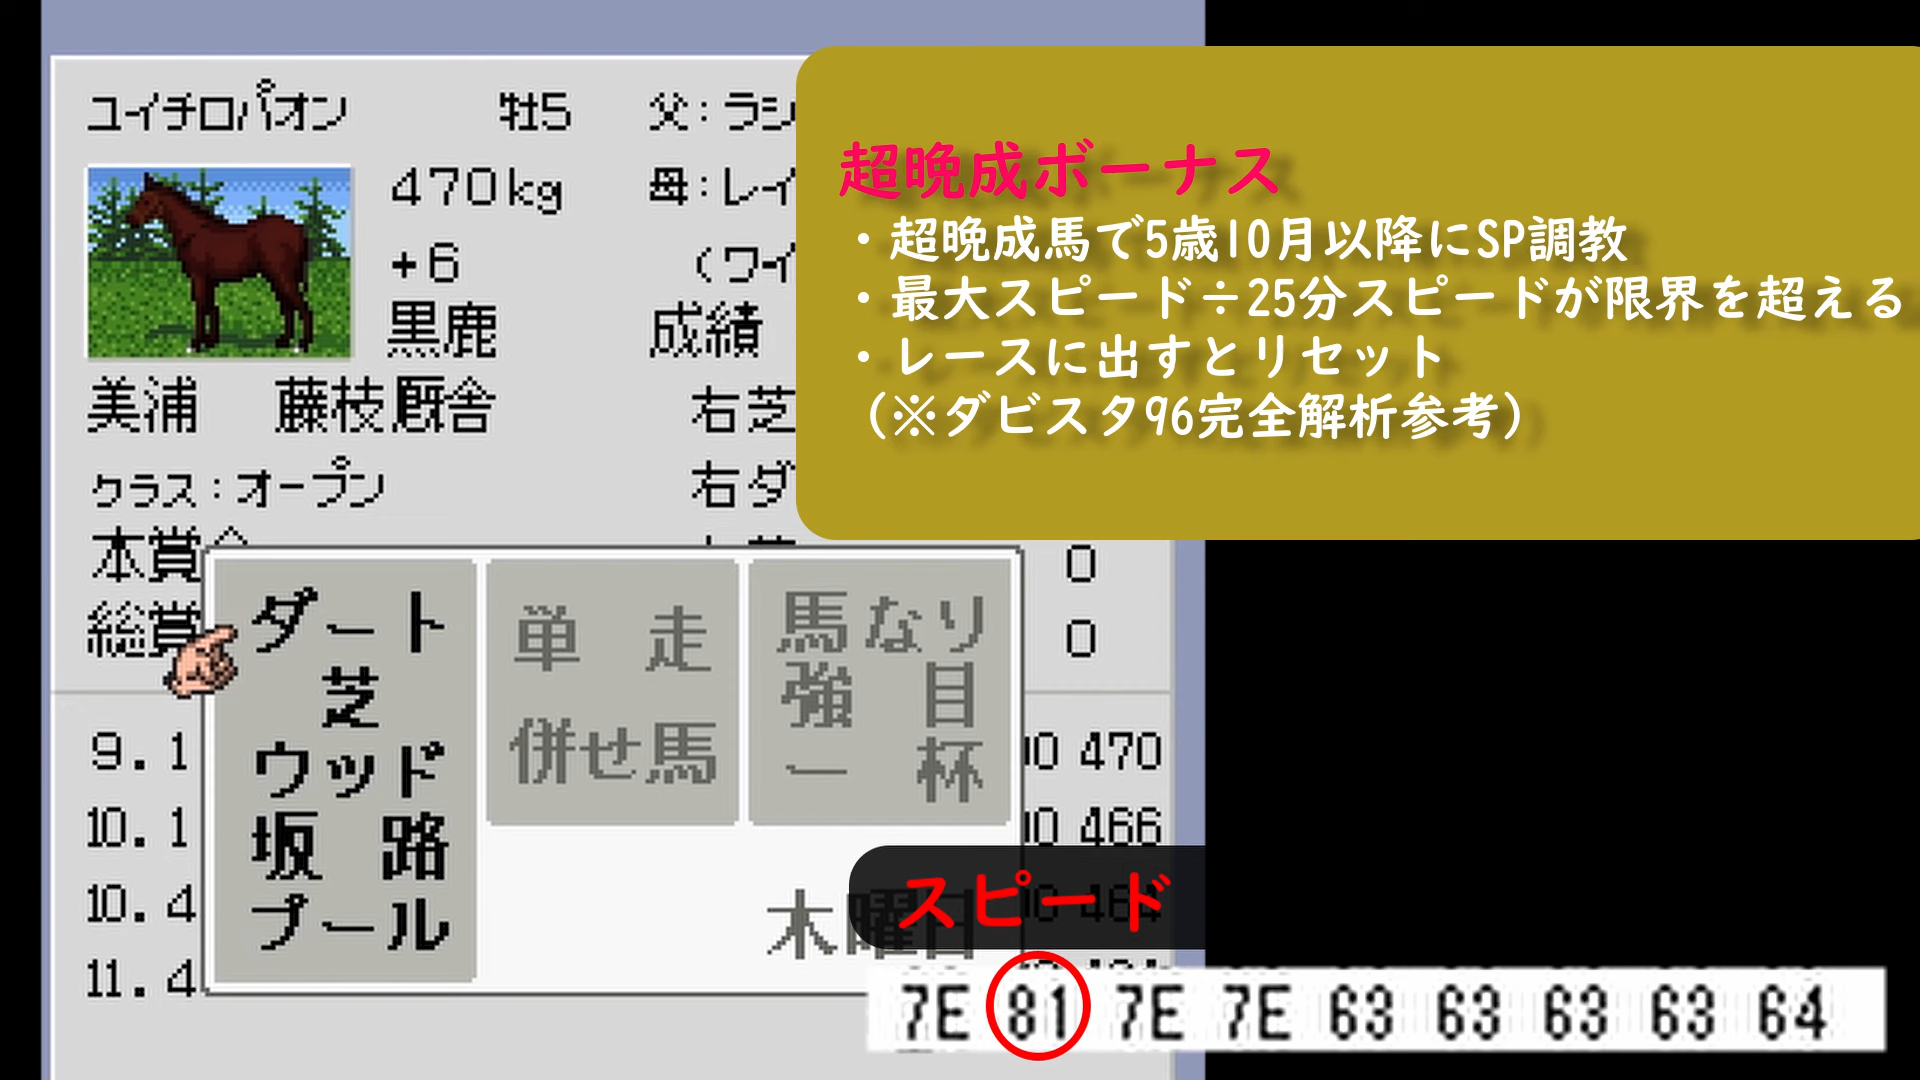 ユイチロパオン 牡5 父:ラシ
470kg 母:レイ
+6 (ワイ
黒鹿 成績
美浦 藤枝厩舎 右芝
クラス:オープン 右ダ
本賞 0
総賞 0
超晩成ボーナス
・超晩成馬で5歳10月以降にSP調教
・最大スピード÷25分スピードが限界を超える
・レースに出すとリセット
(※ダビスタ96完全解析参考)
ダート 単走 馬なり
芝 強目
ウッド 併せ馬 一杯
坂路
プール
木曜日
9.1 470
10.1 466
10.4 464
11.4
スピード
7E 81 7E 7E 63 63 63 63 64